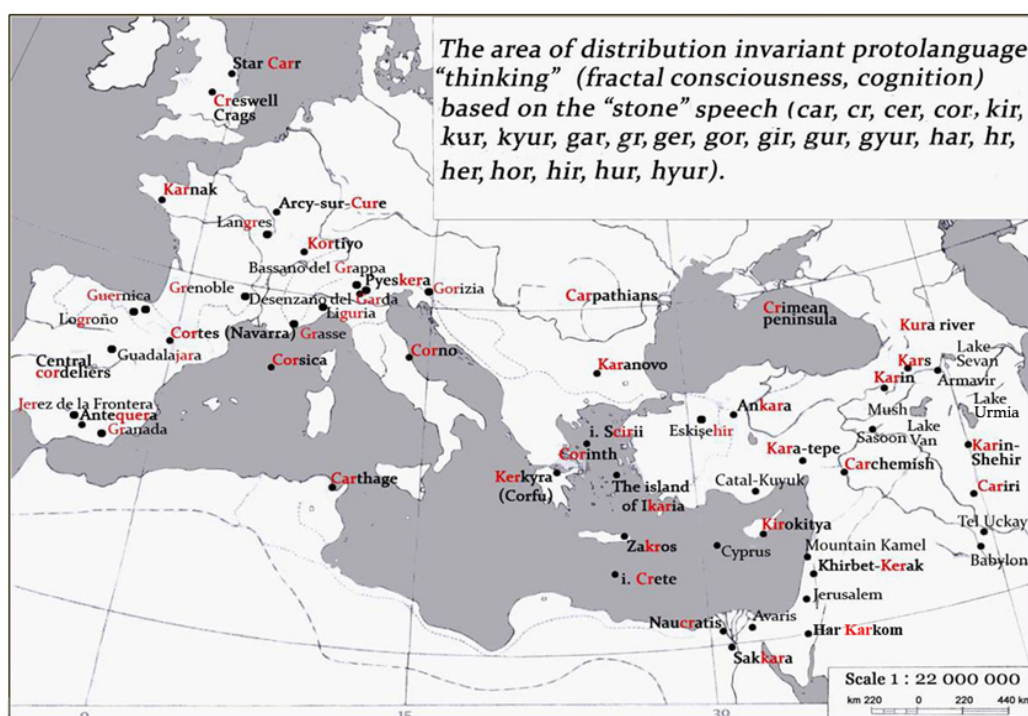 The area of distribution invariant protolanguage
“thinking” (fractal consciousness, cognition)
based on the “stone” speech (car, cr, cer, cor, kir,
kur, kyur, gar, gr, ger, gor, gir, gur, gyur, har, hr,
her, hor, hir, hur, hyur).
Star Carr
Creswell
Crags
Karnak
Arcy-sur-Cure
Langres
Kortiyo
Bassano del Grappa
Pyeskera
Grenoble
Desenzano del Garda
Gorizia
Guernica
Liguria
Logroño
Cortes (Navarra)
Grasse
Guadalajara
Central
cordeliers
Corsica
Corno
Jerez de la Frontera
Antequera
Granada
Carpathians
Crimean
peninsula
Karanovo
Kura river
Kars
Lake
Sevan
Karin
Armavir
Lake
Urmia
Mush
Lake
Van
Sasoon
Ankara
Eskişehir
i. Scirii
Kara-tepe
Karin-
Shehir
Corinth
Carchemish
Carthage
Kerkyra
(Corfu)
The island
of Ikaria
Catal-Kuyuk
Cariri
Kirokitya
Tel Uckay
Zakros
Cyprus
Mountain Kamel
Babylon
Khirbet-Kerak
i. Crete
Jerusalem
Naucratis
Avaris
Har Karkom
Sakkara
Scale 1 : 22 000 000
km 220 0 220 440 km
0
15
30